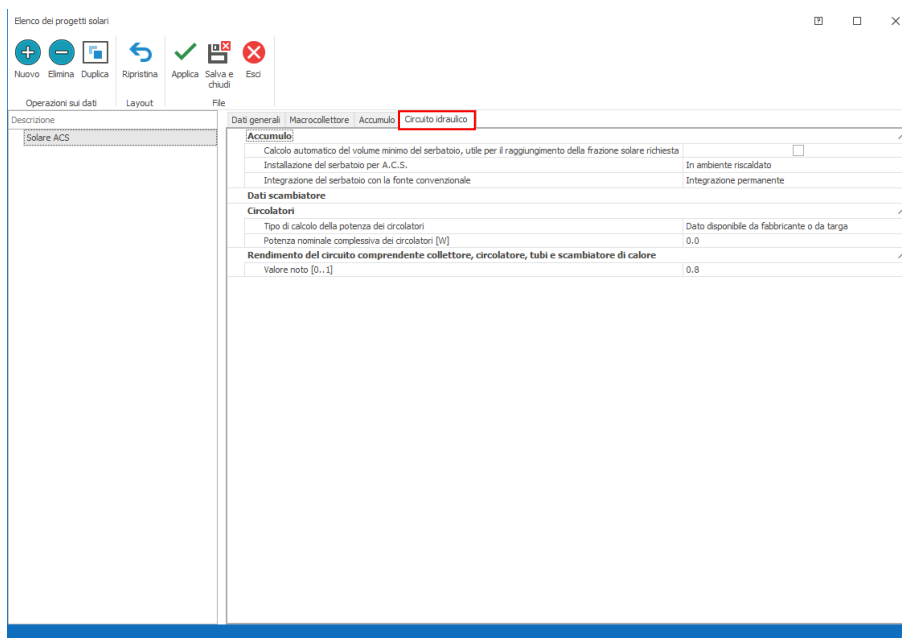 Elenco dei progetti solari
Nuovo Elimina Duplica Ripristina Applica Salva e chiudi Esci
Operazioni sui dati Layout File
Descrizione
Solare ACS
Dati generali Macrocollettore Accumulo Circuito idraulico
Accumulo
Calcolo automatico del volume minimo del serbatoio, utile per il raggiungimento della frazione solare richiesta
Installazione del serbatoio per A.C.S. In ambiente riscaldato
Integrazione del serbatoio con la fonte convenzionale Integrazione permanente
Dati scambiatore
Circolatori
Tipo di calcolo della potenza dei circolatori Dato disponibile da fabbricante o da targa
Potenza nominale complessiva dei circolatori [W] 0.0
Rendimento del circuito comprendente collettore, circolatore, tubi e scambiatore di calore
Valore noto [0..1] 0.8